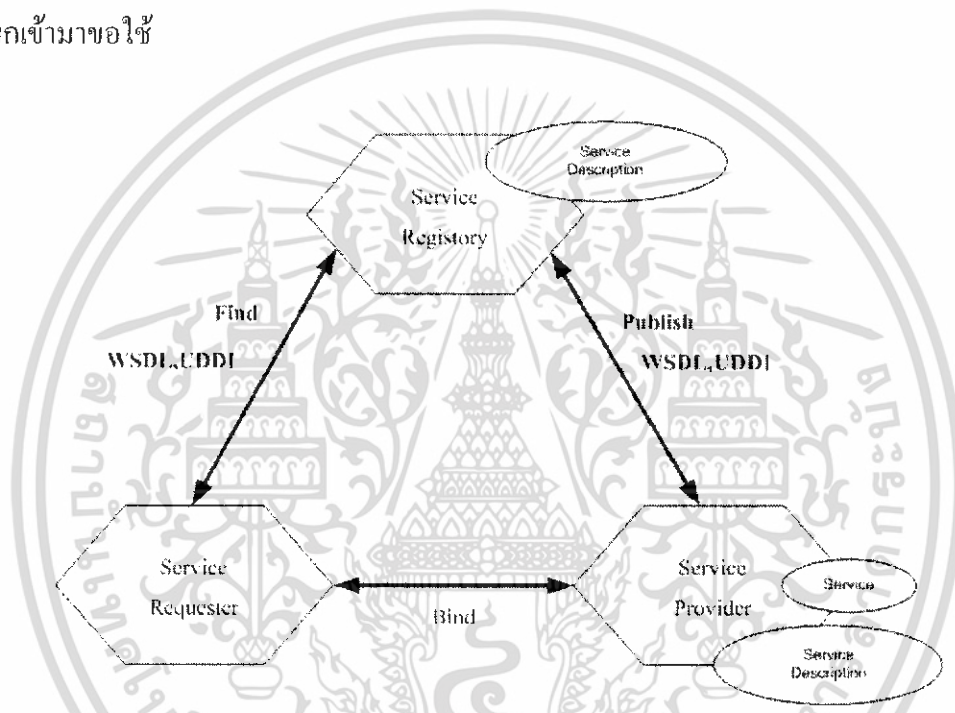 เข้ามาขอใช้
Service
Description
Service
Registory
Find
WSDL,UDDI
Publish
WSDL,UDDI
Service
Requester
Bind
Service
Provider
Service
Service
Description